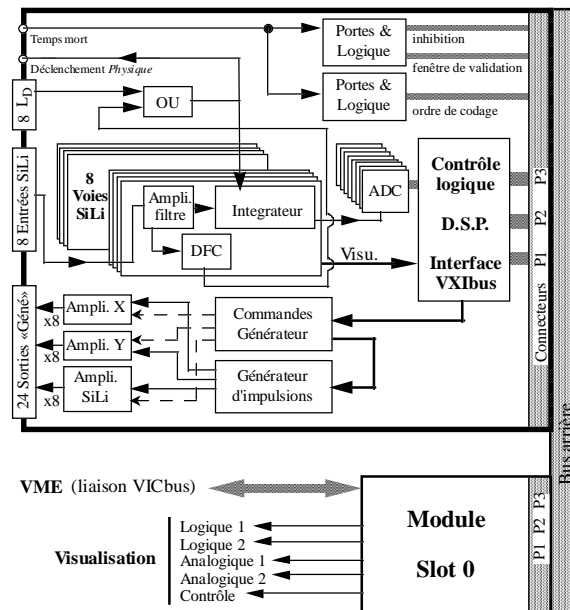 Temps mort
Déclenchement Physique
Portes &
Logique
inhibition
fenêtre de validation
Portes &
Logique
ordre de codage
8 LD
OU
8 Entrées SiLi
8
Voies
SiLi
Ampli.
filtre
Integrateur
DFC
ADC
Visu.
Contrôle
logique
D.S.P.
Interface
VXIbus
P3
P2
P1
Connecteurs
24 Sorties «Géné»
x8
Ampli. X
x8
Ampli. Y
x8
Ampli.
SiLi
Commandes
Générateur
Générateur
d'impulsions
Bus arrière
VME (liaison VICbus)
Module
Slot 0
P1 P2 P3
Visualisation
Logique 1
Logique 2
Analogique 1
Analogique 2
Contrôle